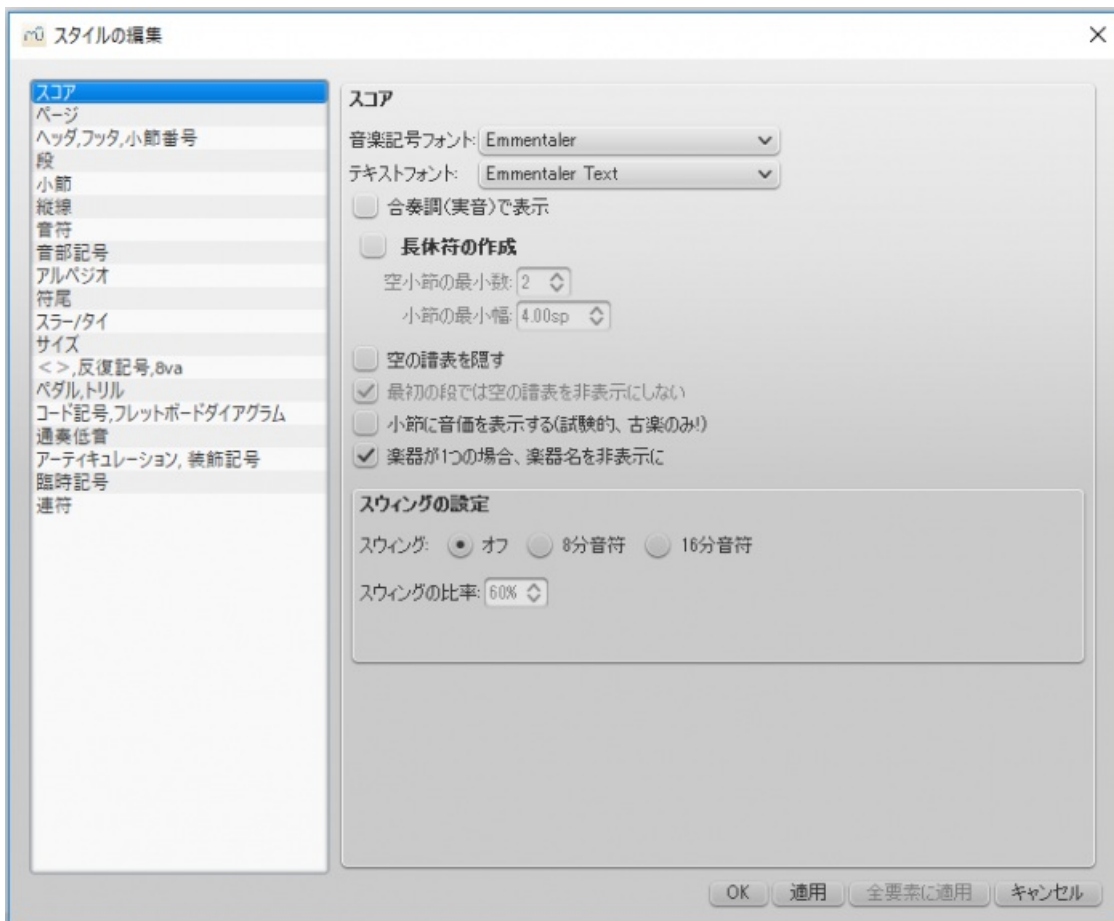 スタイルの編集
スコア
ページ
ヘッダ,フッタ,小節番号
段
小節
縦線
音符
音部記号
アルペジオ
符尾
スラー/タイ
サイズ
<>,反復記号,8va
ペダル,トリル
コード記号,フレットボードダイアグラム
通奏低音
アーティキュレーション, 装飾記号
臨時記号
連符
スコア
音楽記号フォント: Emmentaler
テキストフォント: Emmentaler Text
合奏調(実音)で表示
長休符の作成
空小節の最小数: 2
小節の最小幅: 4.00sp
空の譜表を隠す
最初の段では空の譜表を非表示にしない
小節に音価を表示する(試験的、古楽のみ!)
楽器が1つの場合、楽器名を非表示に
スウィングの設定
スウィング: オフ 8分音符 16分音符
スウィングの比率: 60%
OK 適用 全要素に適用 キャンセル